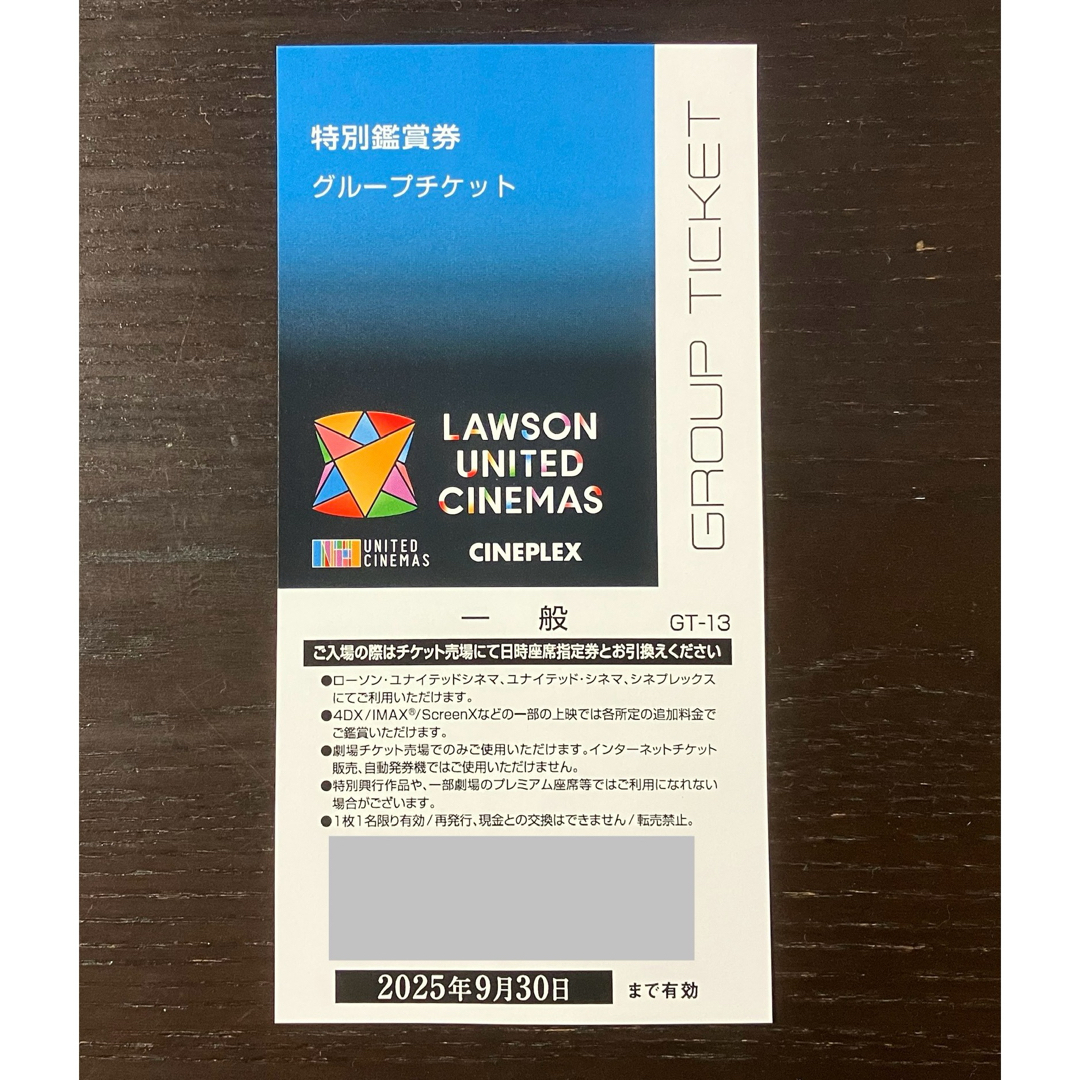 特別鑑賞券
グループチケット
GROUP TICKET
LAWSON
UNITED
CINEMAS
UNITED
CINEMAS
CINEPLEX
一 般
GT-13
ご入場の際はチケット売場にて日時座席指定券とお引換えください
●ローソン・ユナイテッドシネマ、ユナイテッド・シネマ、シネプレックス
にてご利用いただけます。
●4DX/IMAX®/ScreenXなどの一部の上映では各所定の追加料金で
ご鑑賞いただけます。
●劇場チケット売場でのみご使用いただけます。インターネットチケット
販売、自動発券機ではご使用いただけません。
●特別興行作品や、一部劇場のプレミアム座席等ではご利用になれない
場合がございます。
●1枚1名限り有効/再発行、現金との交換はできません/転売禁止。
2025年9月30日 まで有効